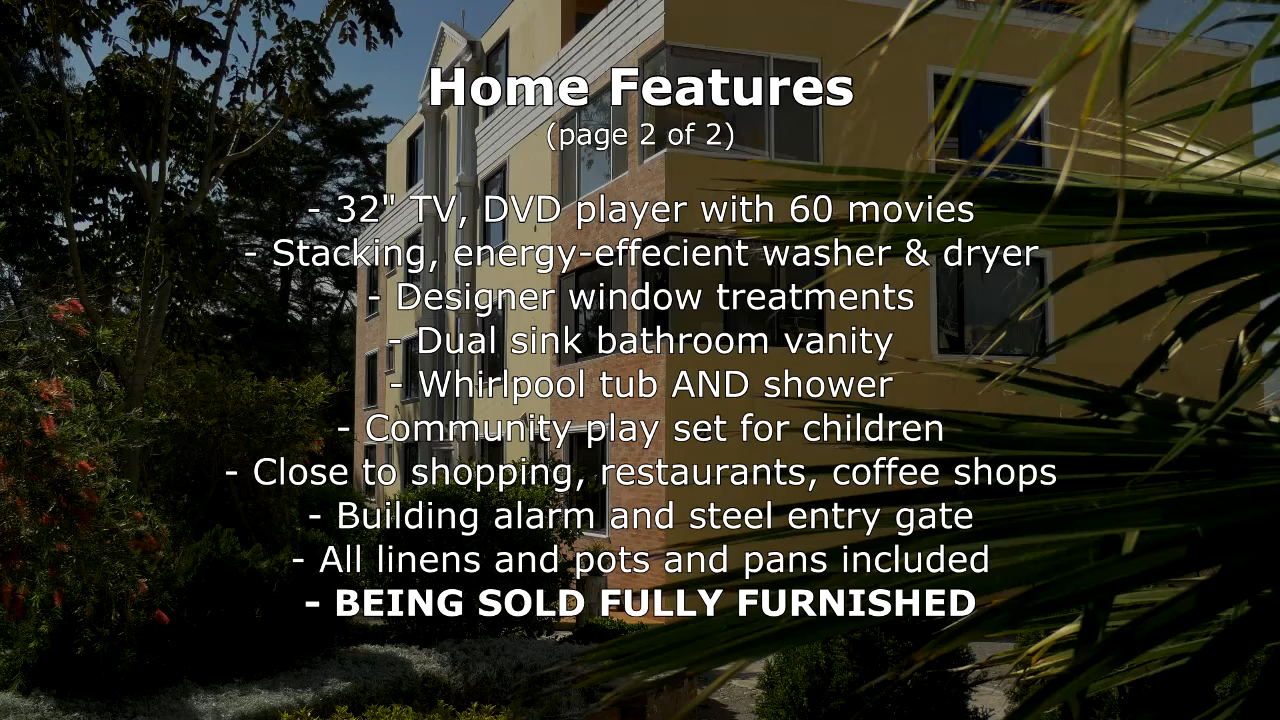 Home Features
(page 2 of 2)
- 32" TV, DVD player with 60 movies
- Stacking, energy-effecient washer & dryer
- Designer window treatments
- Dual sink bathroom vanity
- Whirlpool tub AND shower
- Community play set for children
- Close to shopping, restaurants, coffee shops
- Building alarm and steel entry gate
- All linens and pots and pans included
- BEING SOLD FULLY FURNISHED